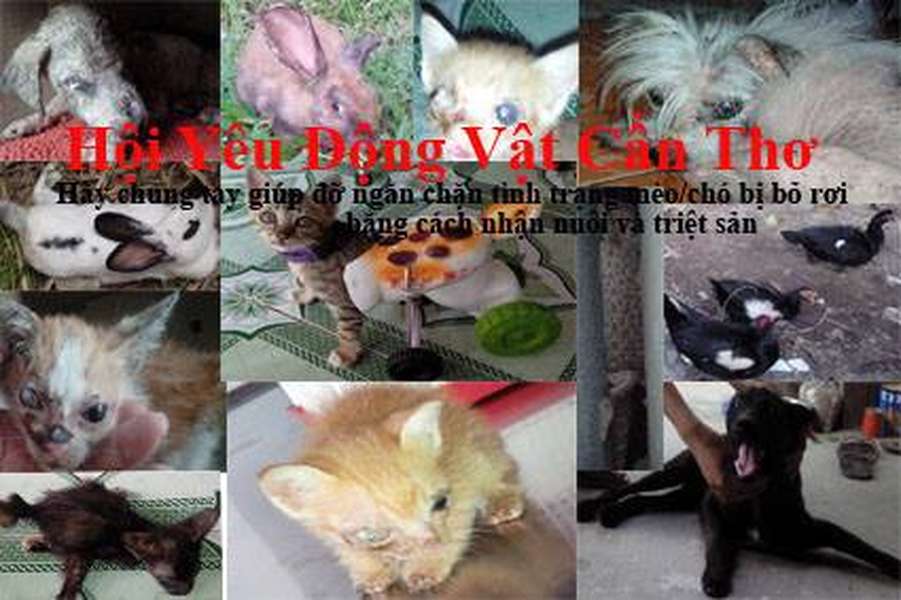 Hội Yêu Động Vật Cần Thơ
Hãy chung tay giúp đỡ ngăn chặn tình trạng mèo/chó bị bỏ rơi
bằng cách nhận nuôi và triệt sản